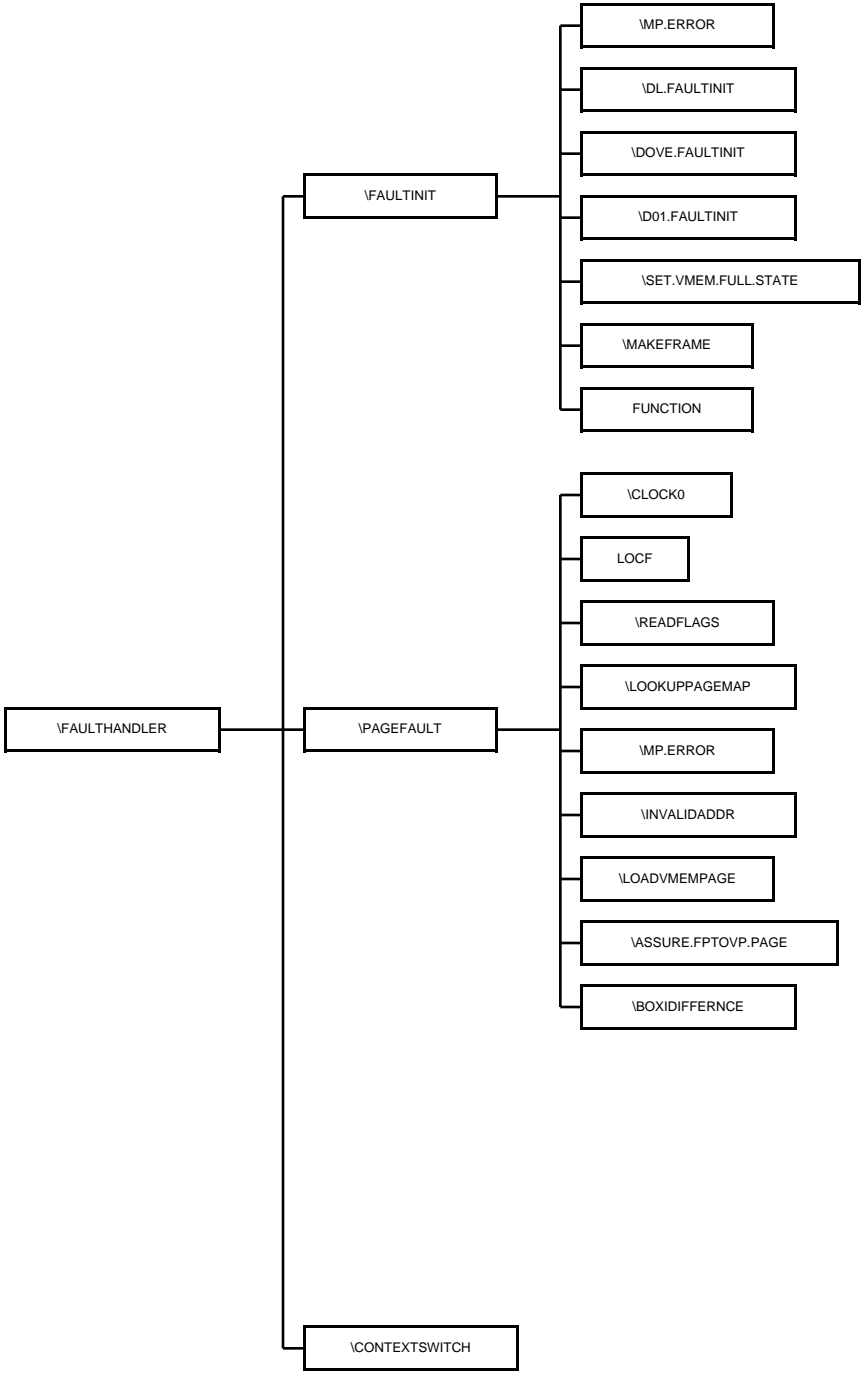 \MP.ERROR
\DL.FAULTINIT
\DOVE.FAULTINIT
\FAULTINIT
\D01.FAULTINIT
\SET.VMEM.FULL.STATE
\MAKEFRAME
FUNCTION
\CLOCK0
LOCF
\READFLAGS
\LOOKUPPAGEMAP
\FAULTHANDLER
\PAGEFAULT
\MP.ERROR
\INVALIDADDR
\LOADVMEMPAGE
\ASSURE.FPTOVP.PAGE
\BOXIDIFFERNCE
\CONTEXTSWITCH